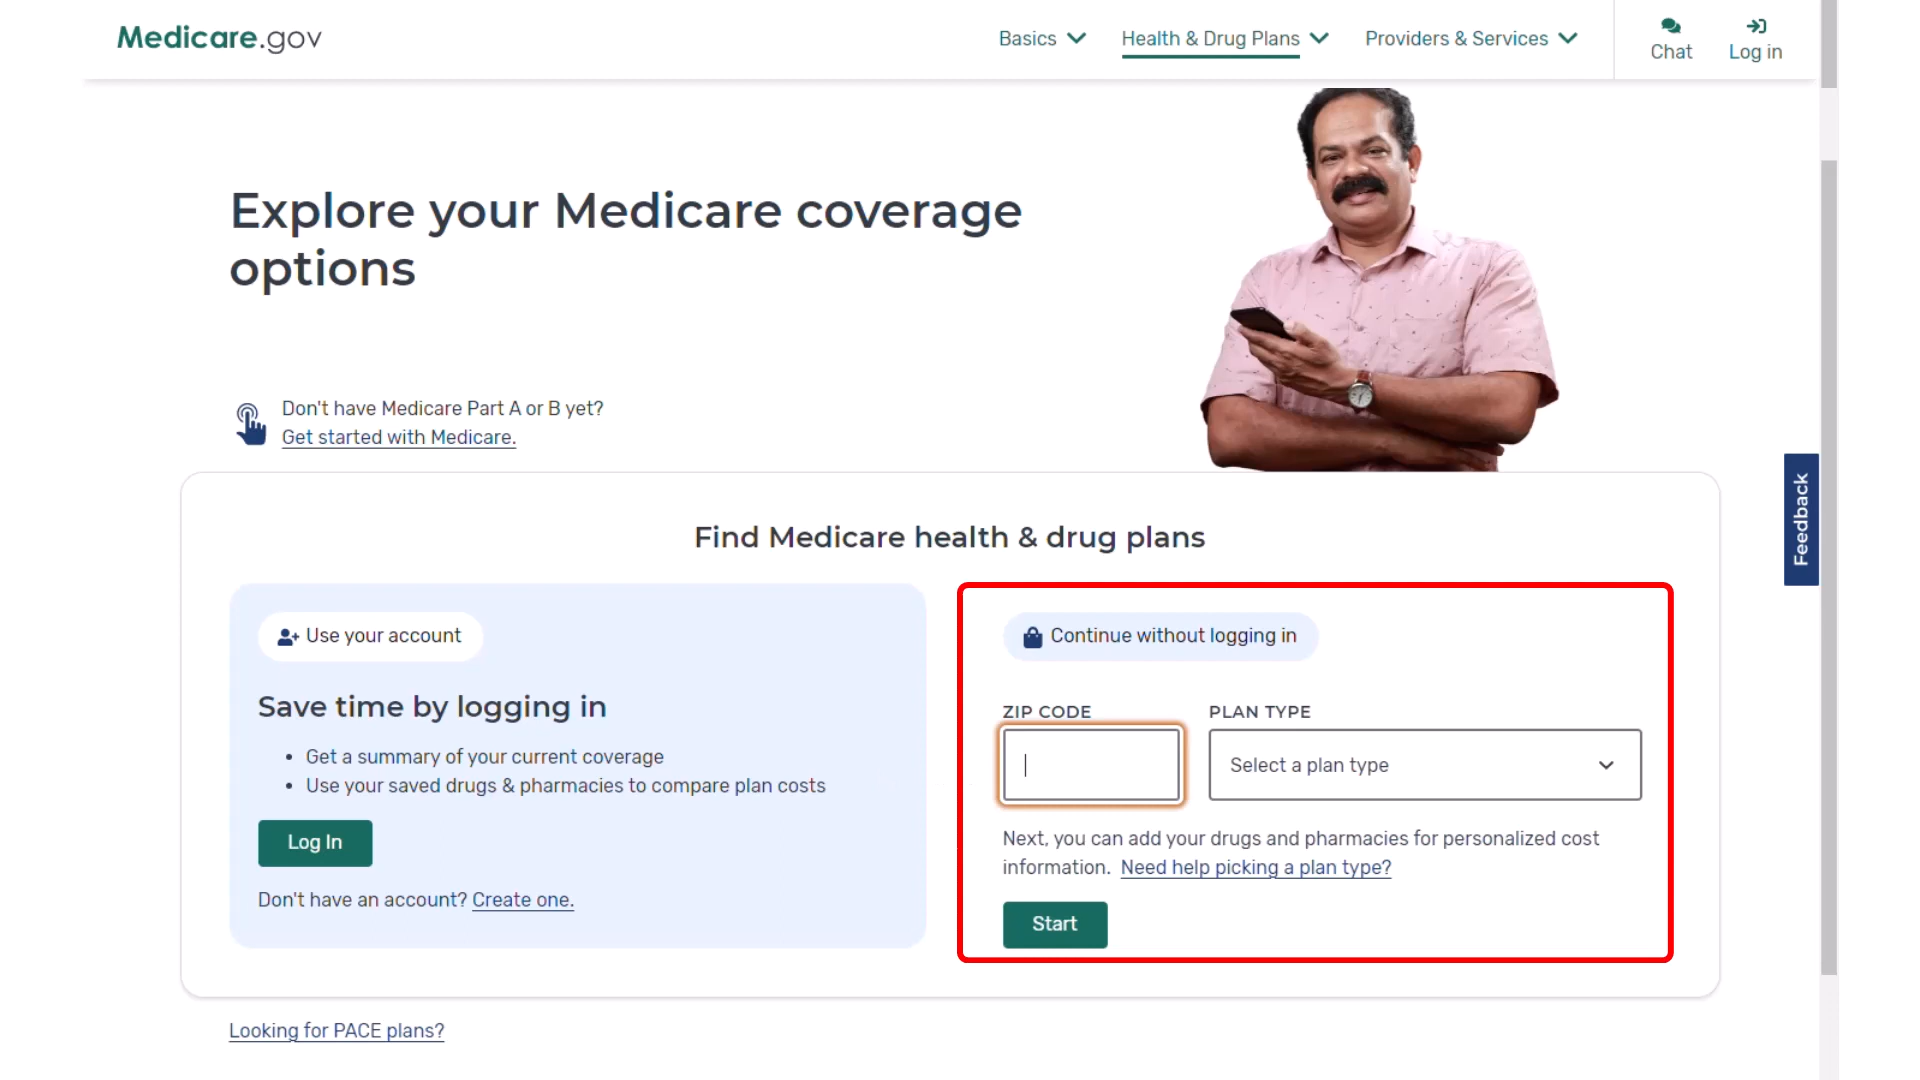 Medicare.gov
Basics
Health & Drug Plans
Providers & Services
Chat
Log in
Explore your Medicare coverage
options
Don't have Medicare Part A or B yet?
Get started with Medicare.
Feedback
Find Medicare health & drug plans
Use your account
Save time by logging in
• Get a summary of your current coverage
• Use your saved drugs & pharmacies to compare plan costs
Log In
Don't have an account? Create one.
Continue without logging in
ZIP CODE
PLAN TYPE
Select a plan type
Next, you can add your drugs and pharmacies for personalized cost
information. Need help picking a plan type?
Start
Looking for PACE plans?